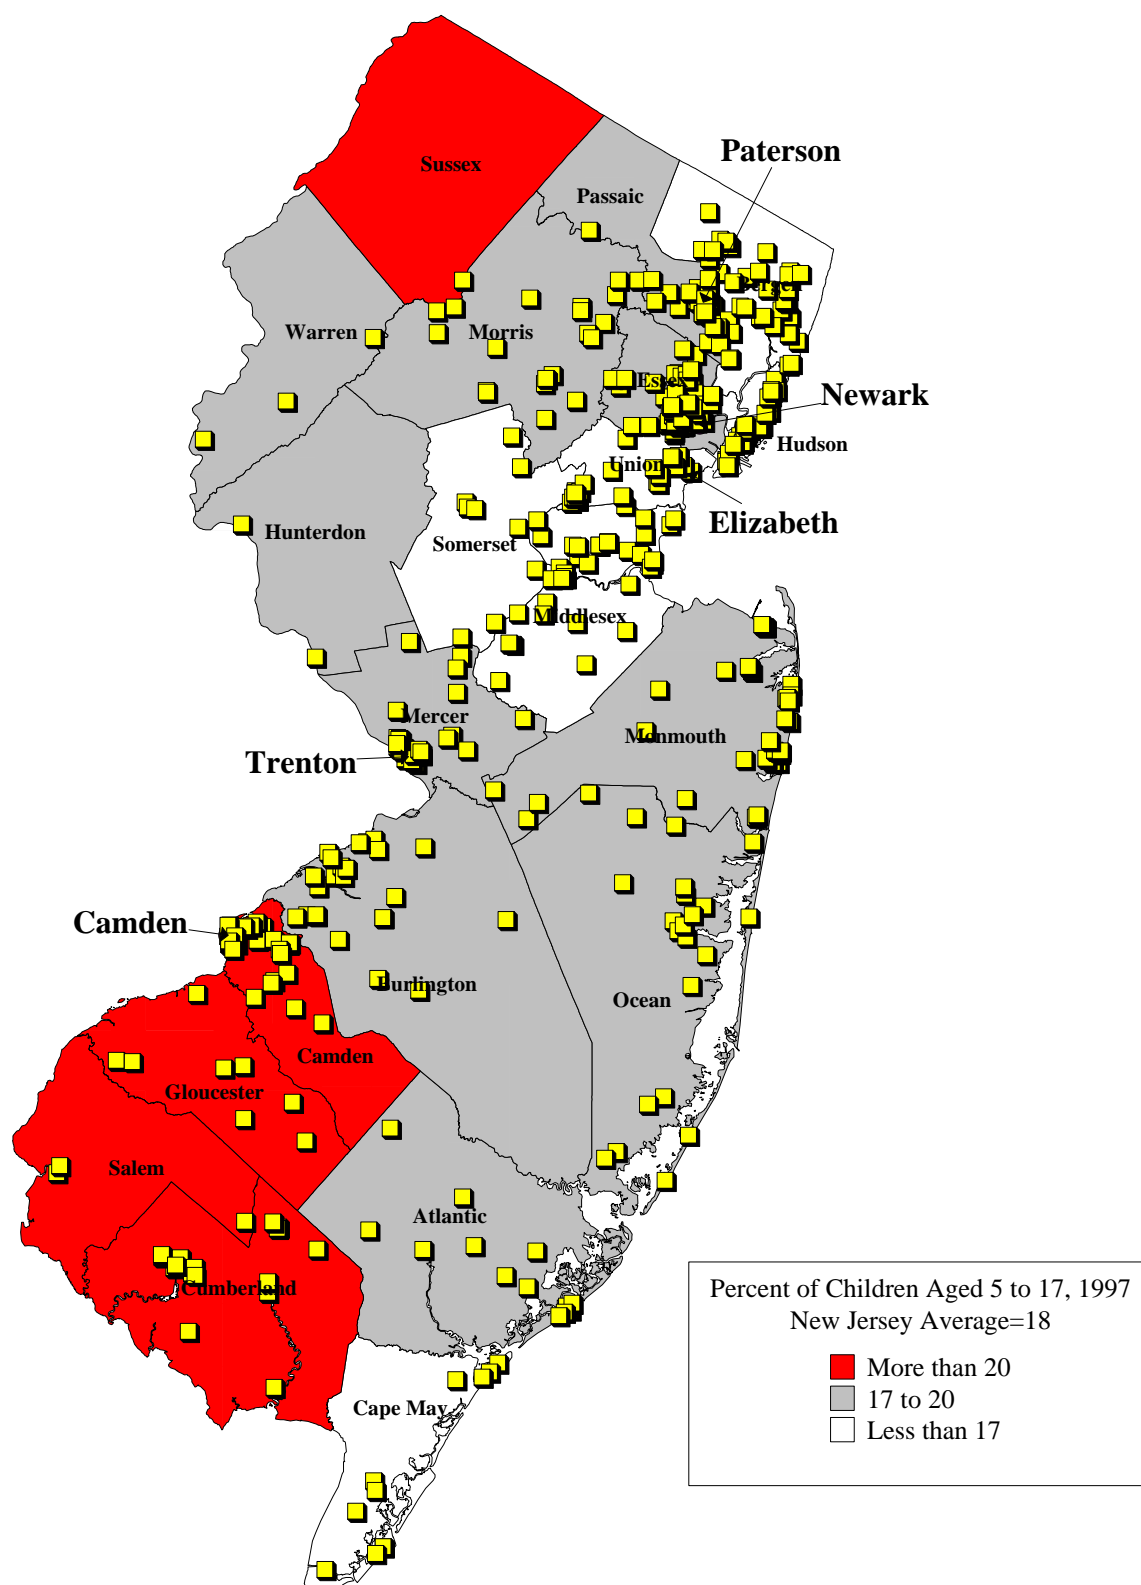 Paterson
Sussex
Passaic
Bergen
Warren
Morris
Essex
Newark
Hudson
Union
Elizabeth
Hunterdon
Somerset
Middlesex
Mercer
Monmouth
Trenton
Camden
Burlington
Ocean
Camden
Gloucester
Salem
Atlantic
Cumberland
Cape May
Percent of Children Aged 5 to 17, 1997
New Jersey Average=18
More than 20
17 to 20
Less than 17